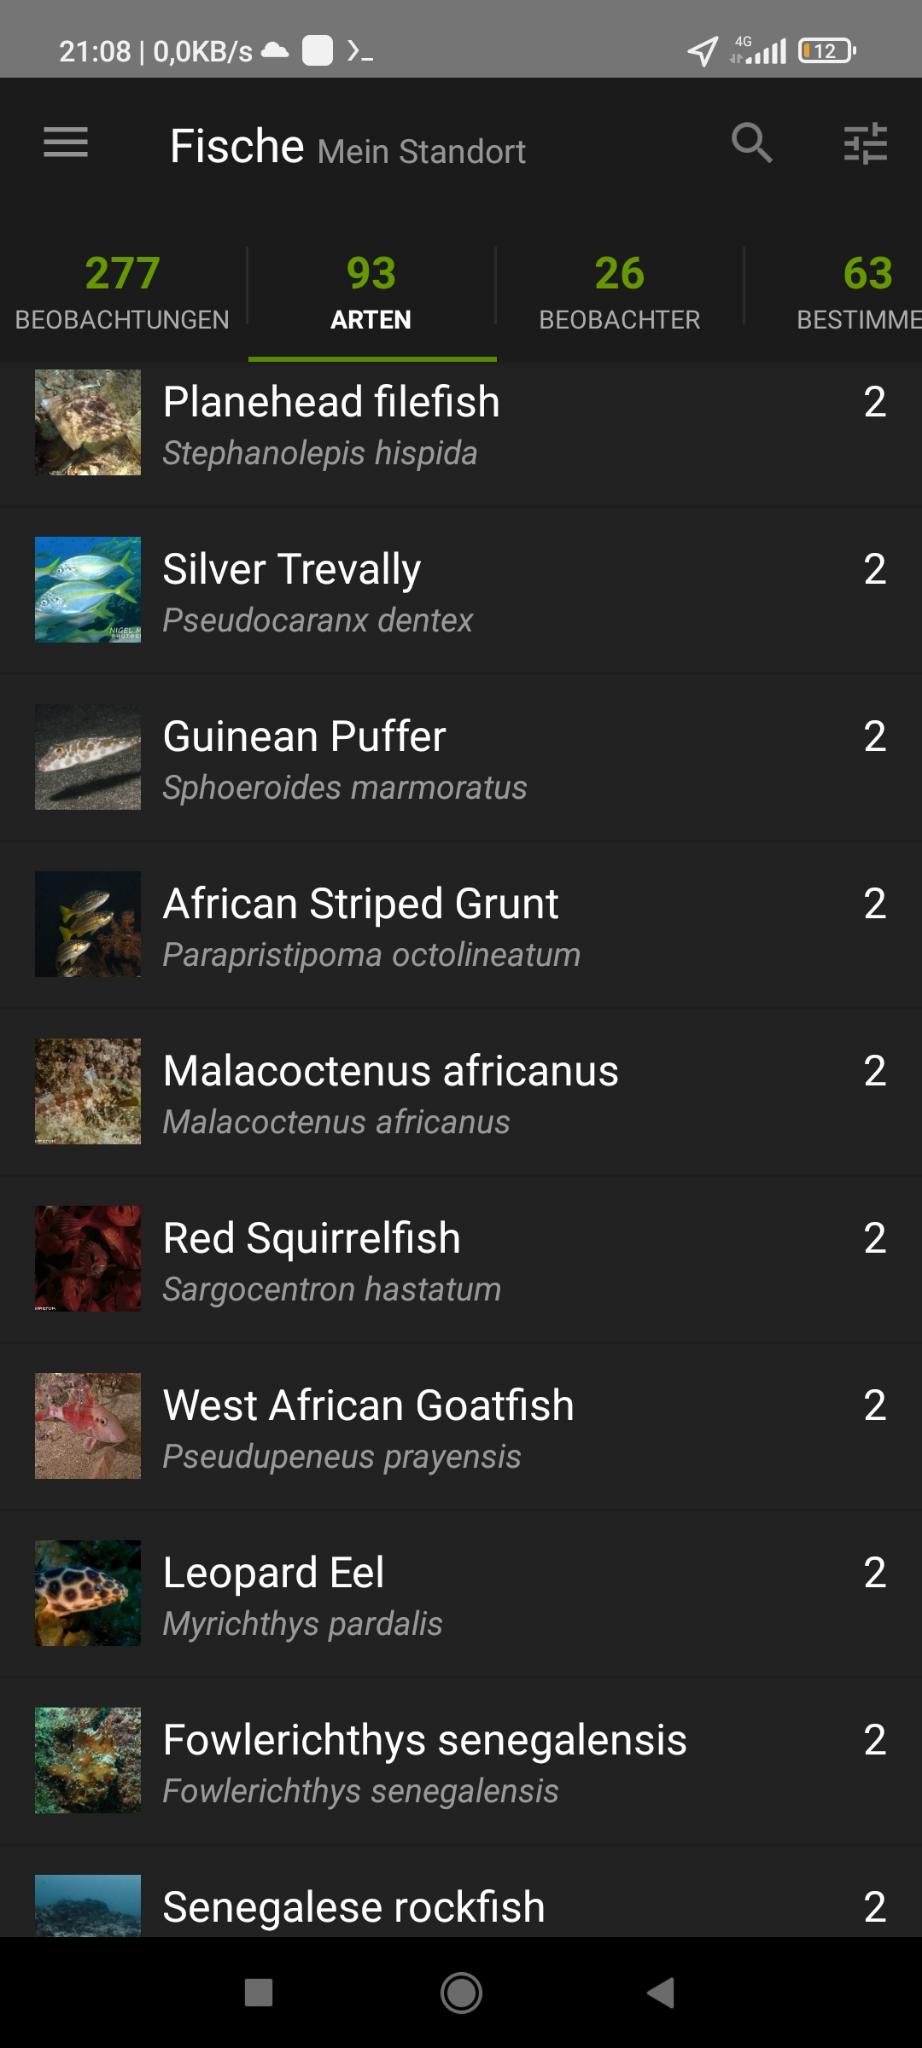 21:08 | 0,0KB/s
4G
12
Fische Mein Standort
277
BEOBACHTUNGEN
93
ARTEN
26
BEOBACHTER
63
BESTIMME
Planehead filefish
2
Stephanolepis hispida
Silver Trevally
2
Pseudocaranx dentex
Guinean Puffer
2
Sphoeroides marmoratus
African Striped Grunt
2
Parapristipoma octolineatum
Malacoctenus africanus
2
Malacoctenus africanus
Red Squirrelfish
2
Sargocentron hastatum
West African Goatfish
2
Pseudupeneus prayensis
Leopard Eel
2
Myrichthys pardalis
Fowlerichthys senegalensis
2
Fowlerichthys senegalensis
Senegalese rockfish
2